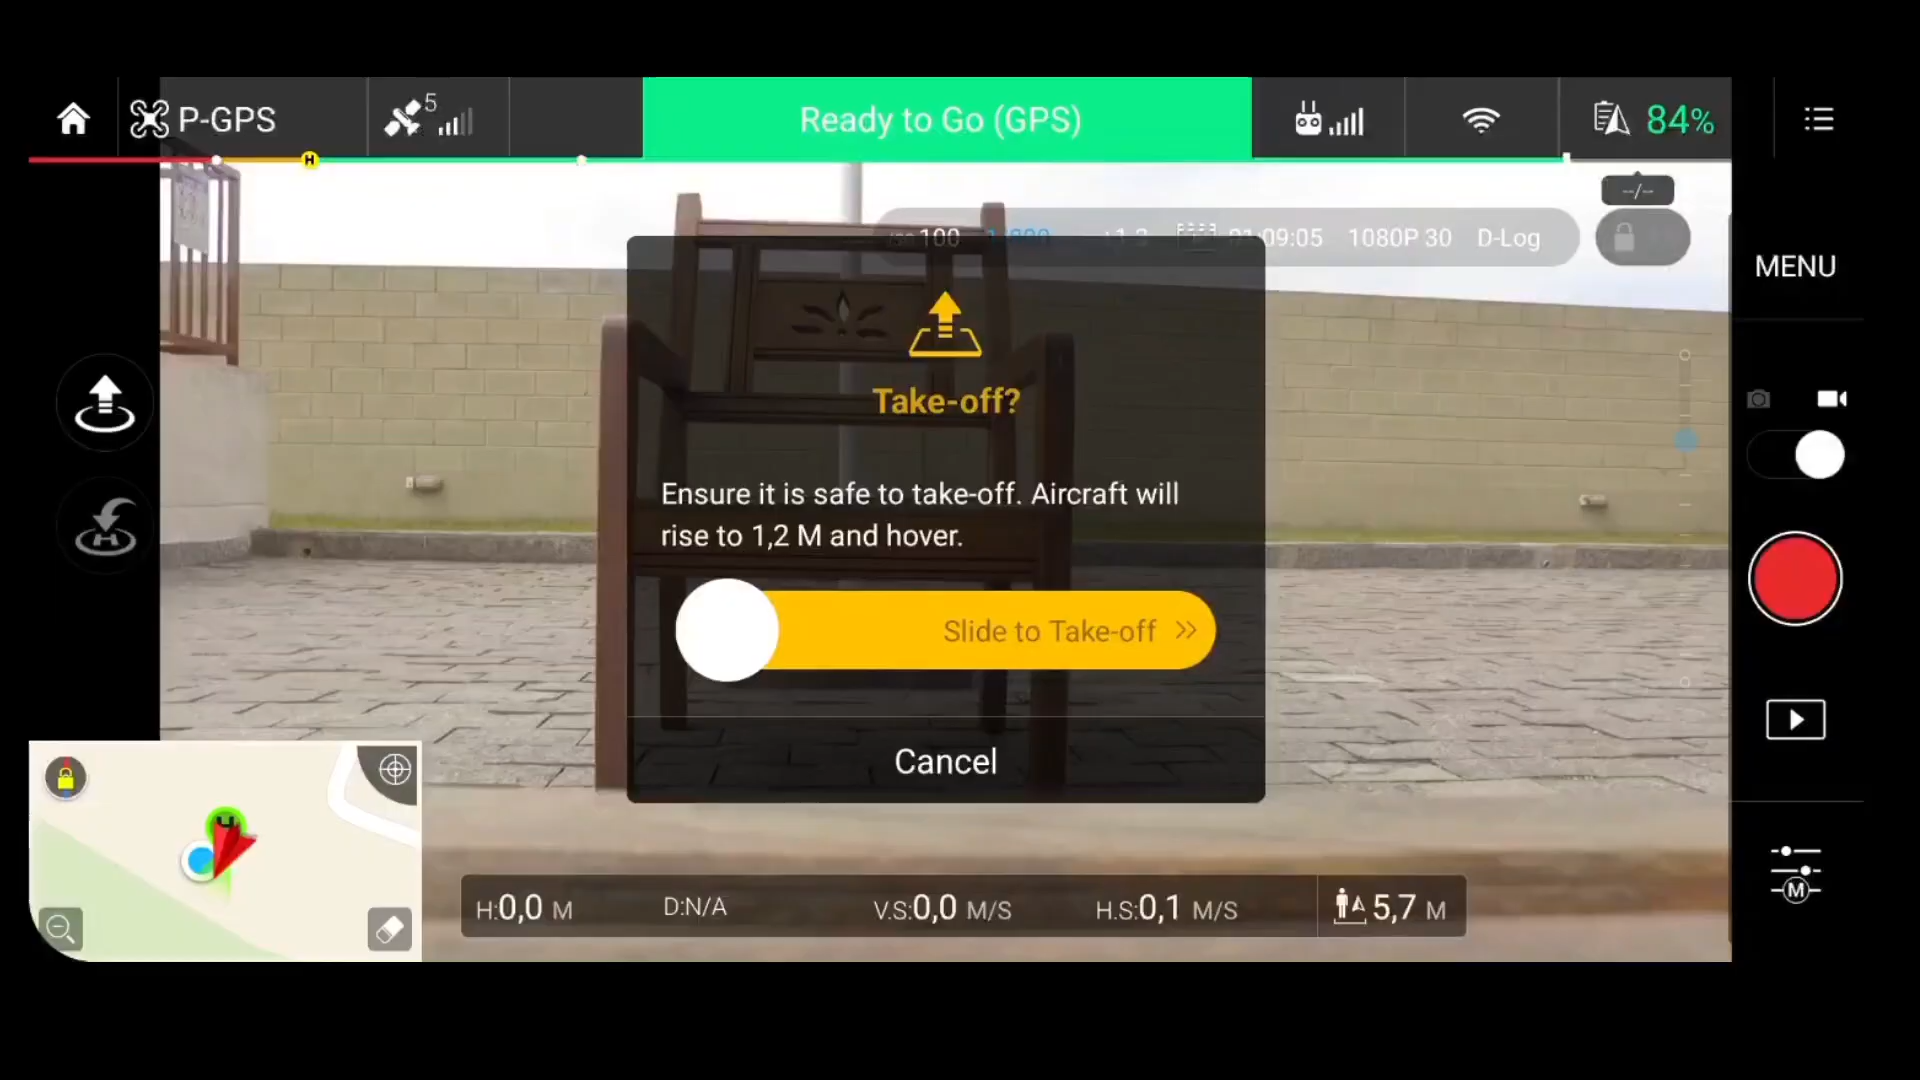 P-GPS
5
Ready to Go (GPS)
84%
H
--/--
100
09:05 1080P 30 D-Log
MENU
Take-off?
Ensure it is safe to take-off. Aircraft will
rise to 1,2 M and hover.
Slide to Take-off
Cancel
H
H:0,0 M D:N/A V.S:0,0 M/S H.S:0,1 M/S 5,7 M
M